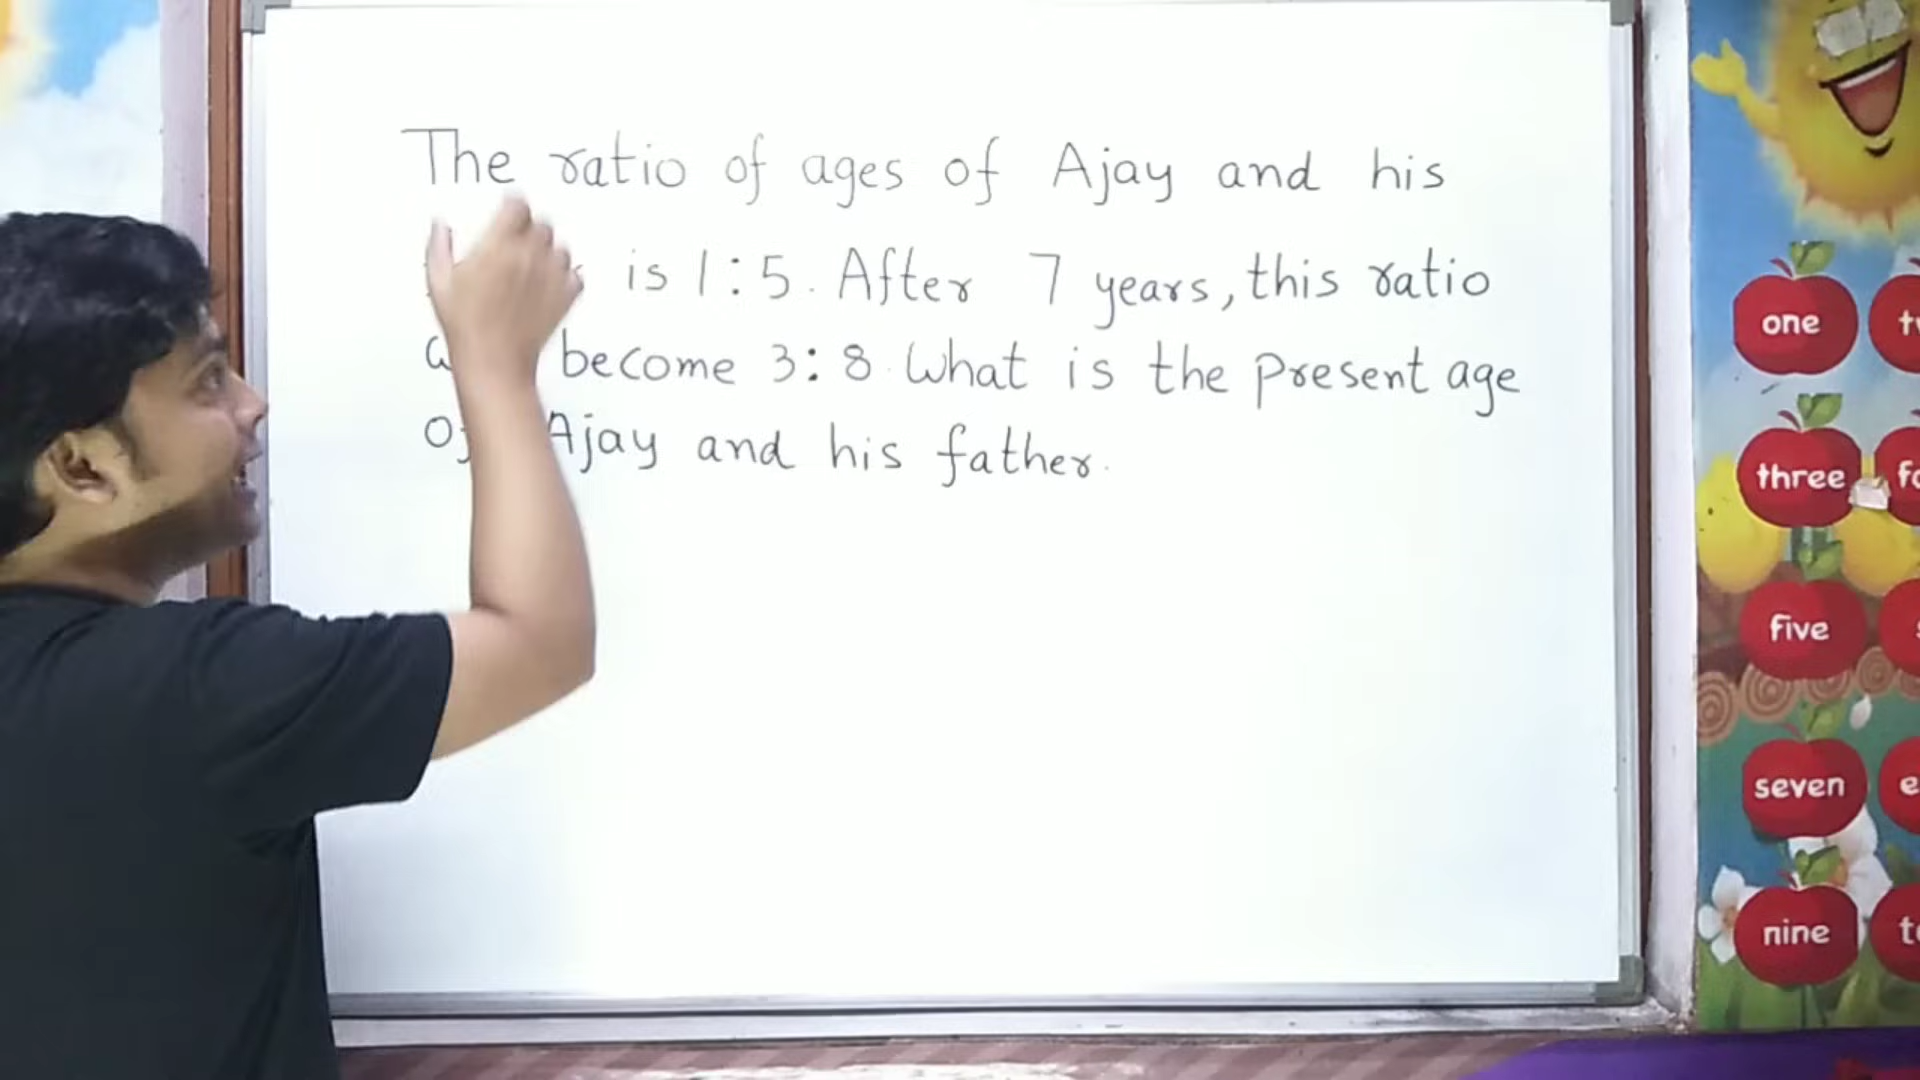 The ratio of ages of Ajay and his
is 1:5. After 7 years, this ratio
become 3:8. What is the present age
of Ajay and his father.
one
three
five
seven
nine